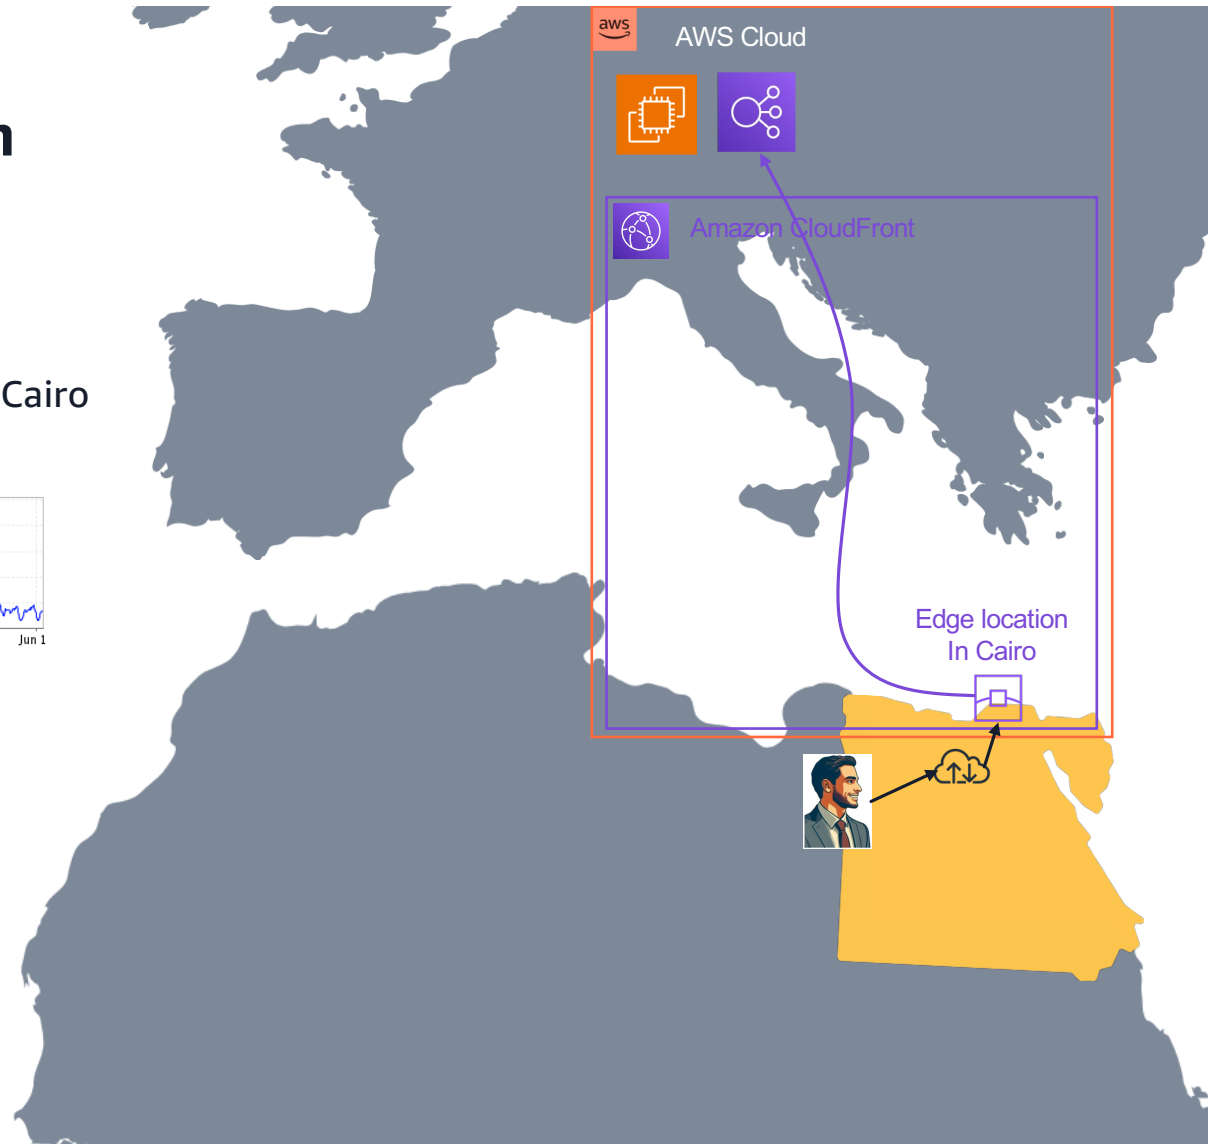 aws
AWS Cloud
n
Amazon CloudFront
Cairo
Jun 1
Edge location
In Cairo